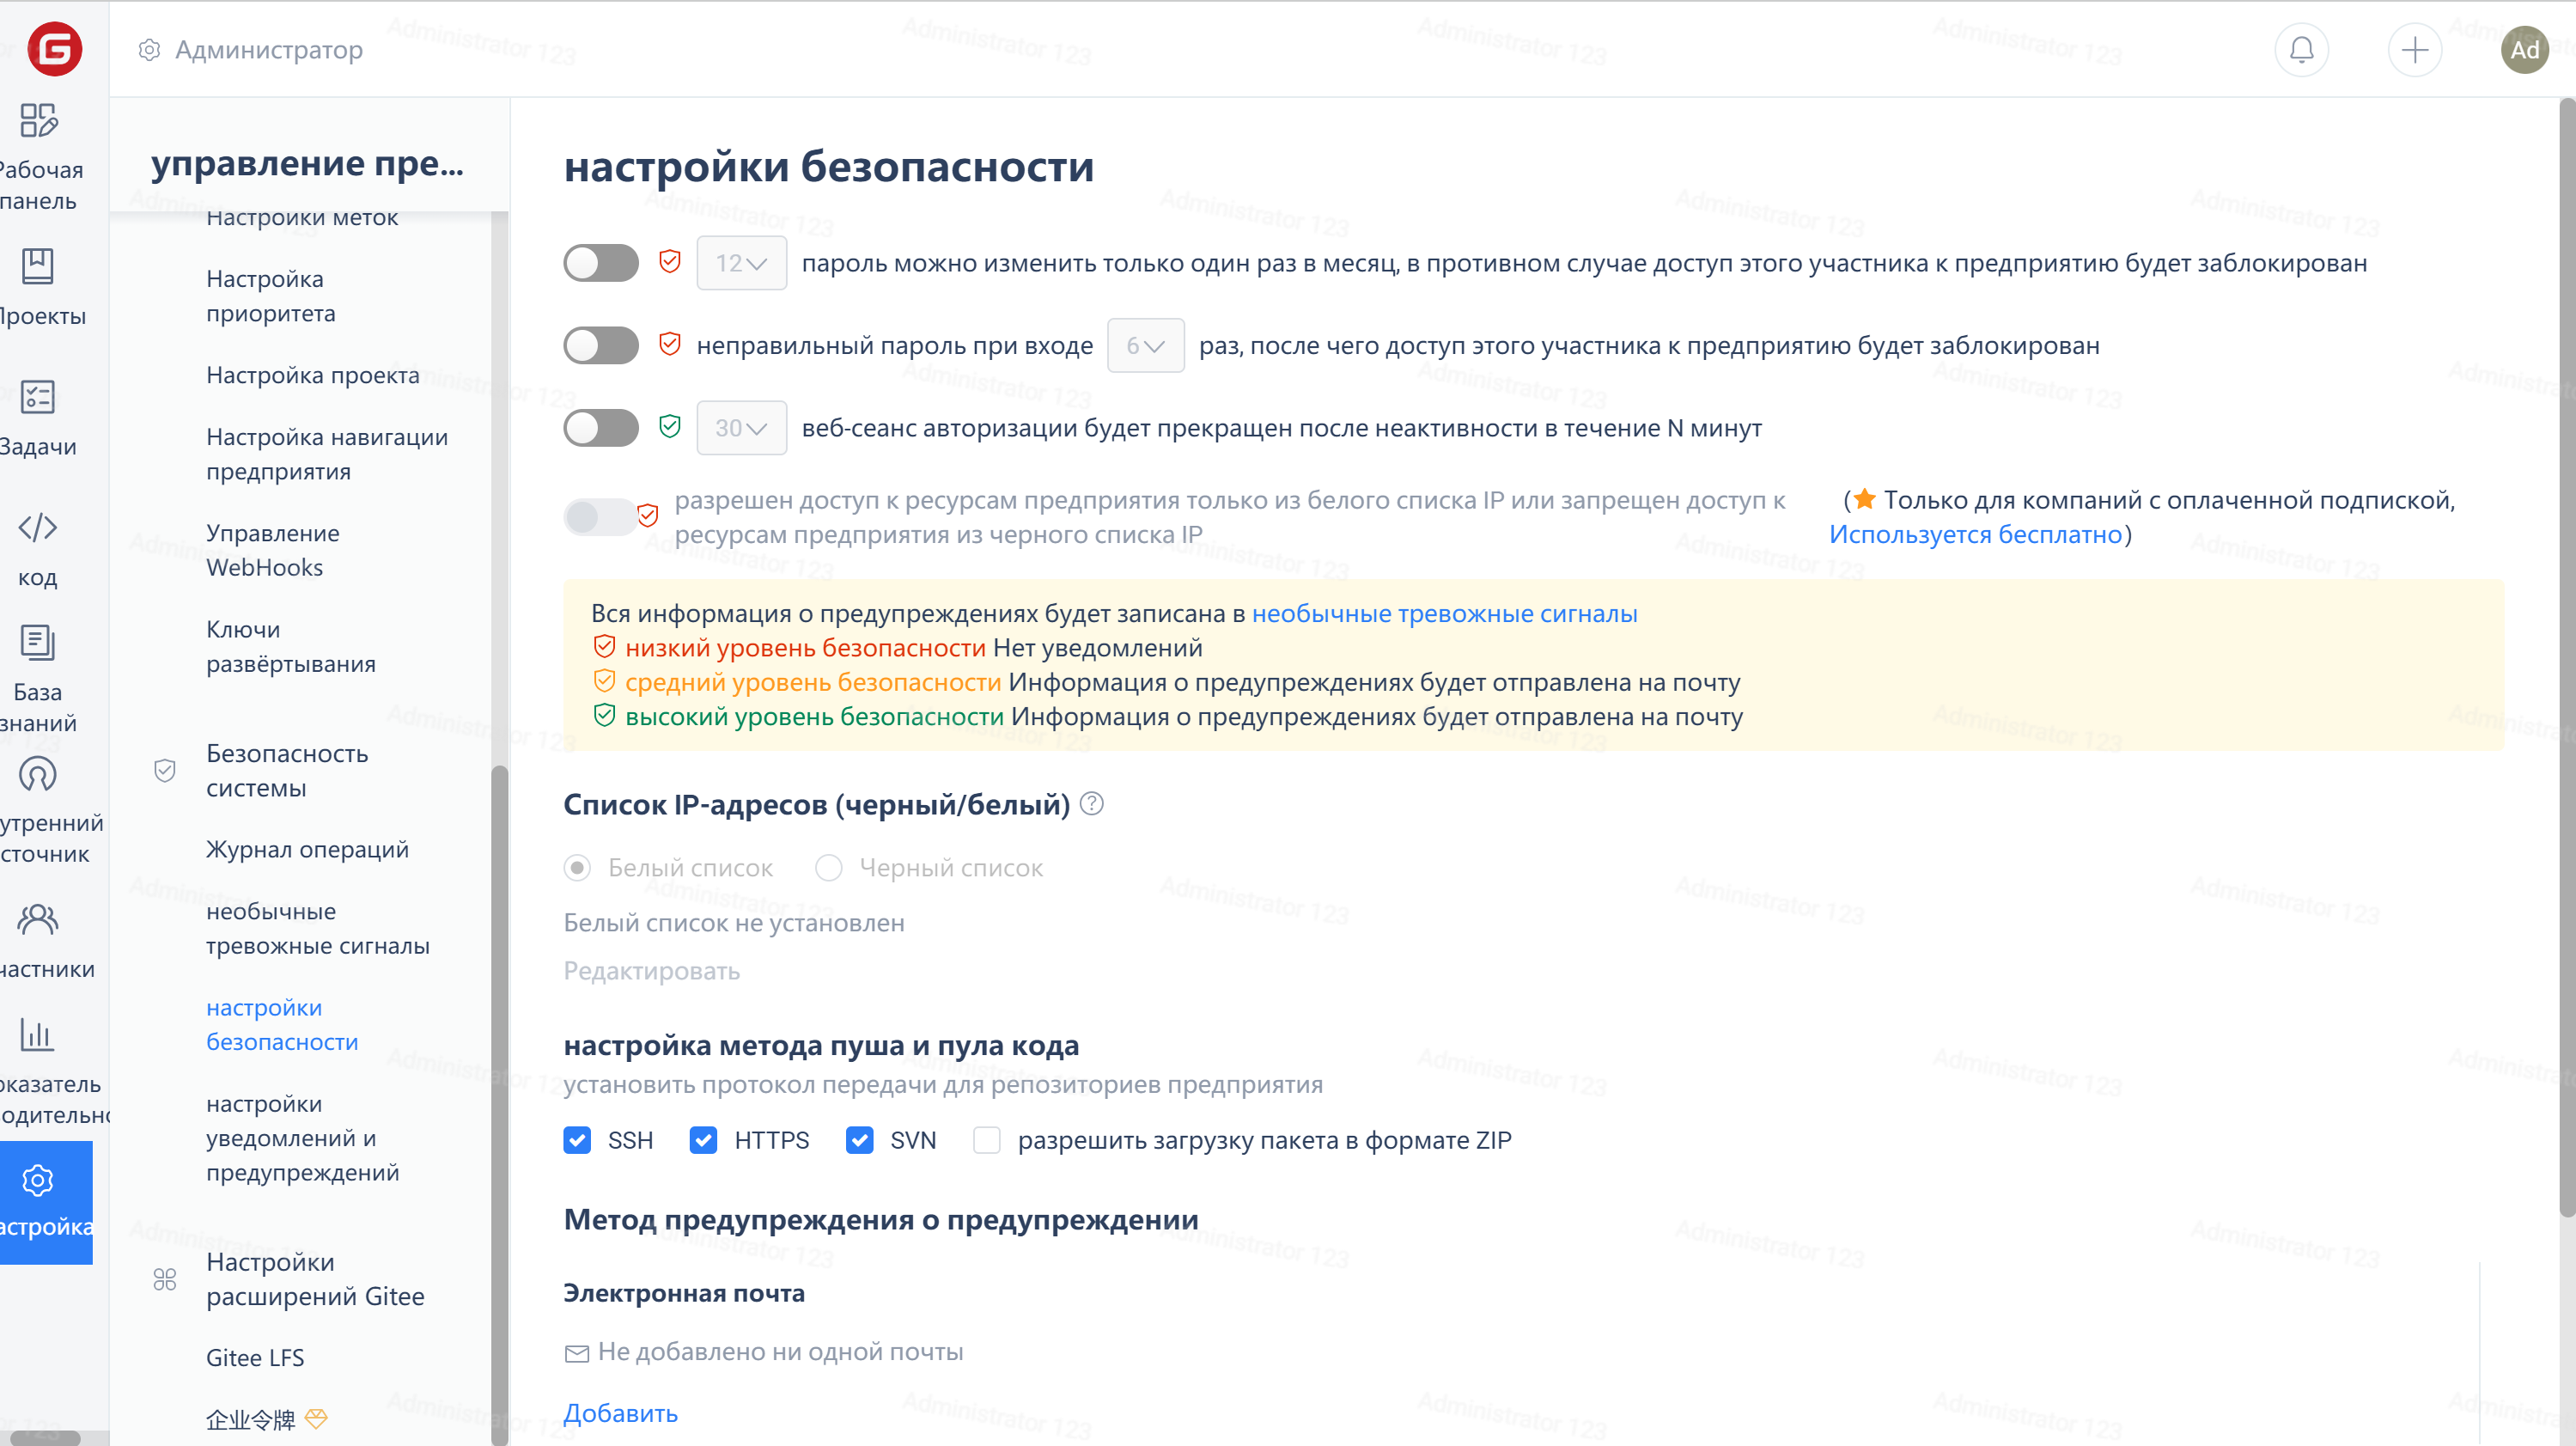 Администратор
Ad
Рабочая
панель
Проекты
Задачи
код
База
знаний
утренний
сточник
частники
оказатель
одительно
астройка
управление пре...
Настройки меток
Настройка
приоритета
Настройка проекта
Настройка навигации
предприятия
Управление
WebHooks
Ключи
развёртывания
Безопасность
системы
Журнал операций
необычные
тревожные сигналы
настройки
безопасности
настройки
уведомлений и
предупреждений
Настройки
расширений Gitee
Gitee LFS
企业令牌
настройки безопасности
12 пароль можно изменить только один раз в месяц, в противном случае доступ этого участника к предприятию будет заблокирован
неправильный пароль при входе 6 раз, после чего доступ этого участника к предприятию будет заблокирован
30 веб-сеанс авторизации будет прекращен после неактивности в течение N минут
разрешен доступ к ресурсам предприятия только из белого списка IP или запрещен доступ к
ресурсам предприятия из черного списка IP
(⭐ Только для компаний с оплаченной подпиской,
Используется бесплатно)
Вся информация о предупреждениях будет записана в необычные тревожные сигналы
низкий уровень безопасности Нет уведомлений
средний уровень безопасности Информация о предупреждениях будет отправлена на почту
высокий уровень безопасности Информация о предупреждениях будет отправлена на почту
Список IP-адресов (черный/белый)
Белый список Черный список
Белый список не установлен
Редактировать
настройка метода пуша и пула кода
установить протокол передачи для репозиториев предприятия
SSH HTTPS SVN разрешить загрузку пакета в формате ZIP
Метод предупреждения о предупреждении
Электронная почта
Не добавлено ни одной почты
Добавить
Administrator 123